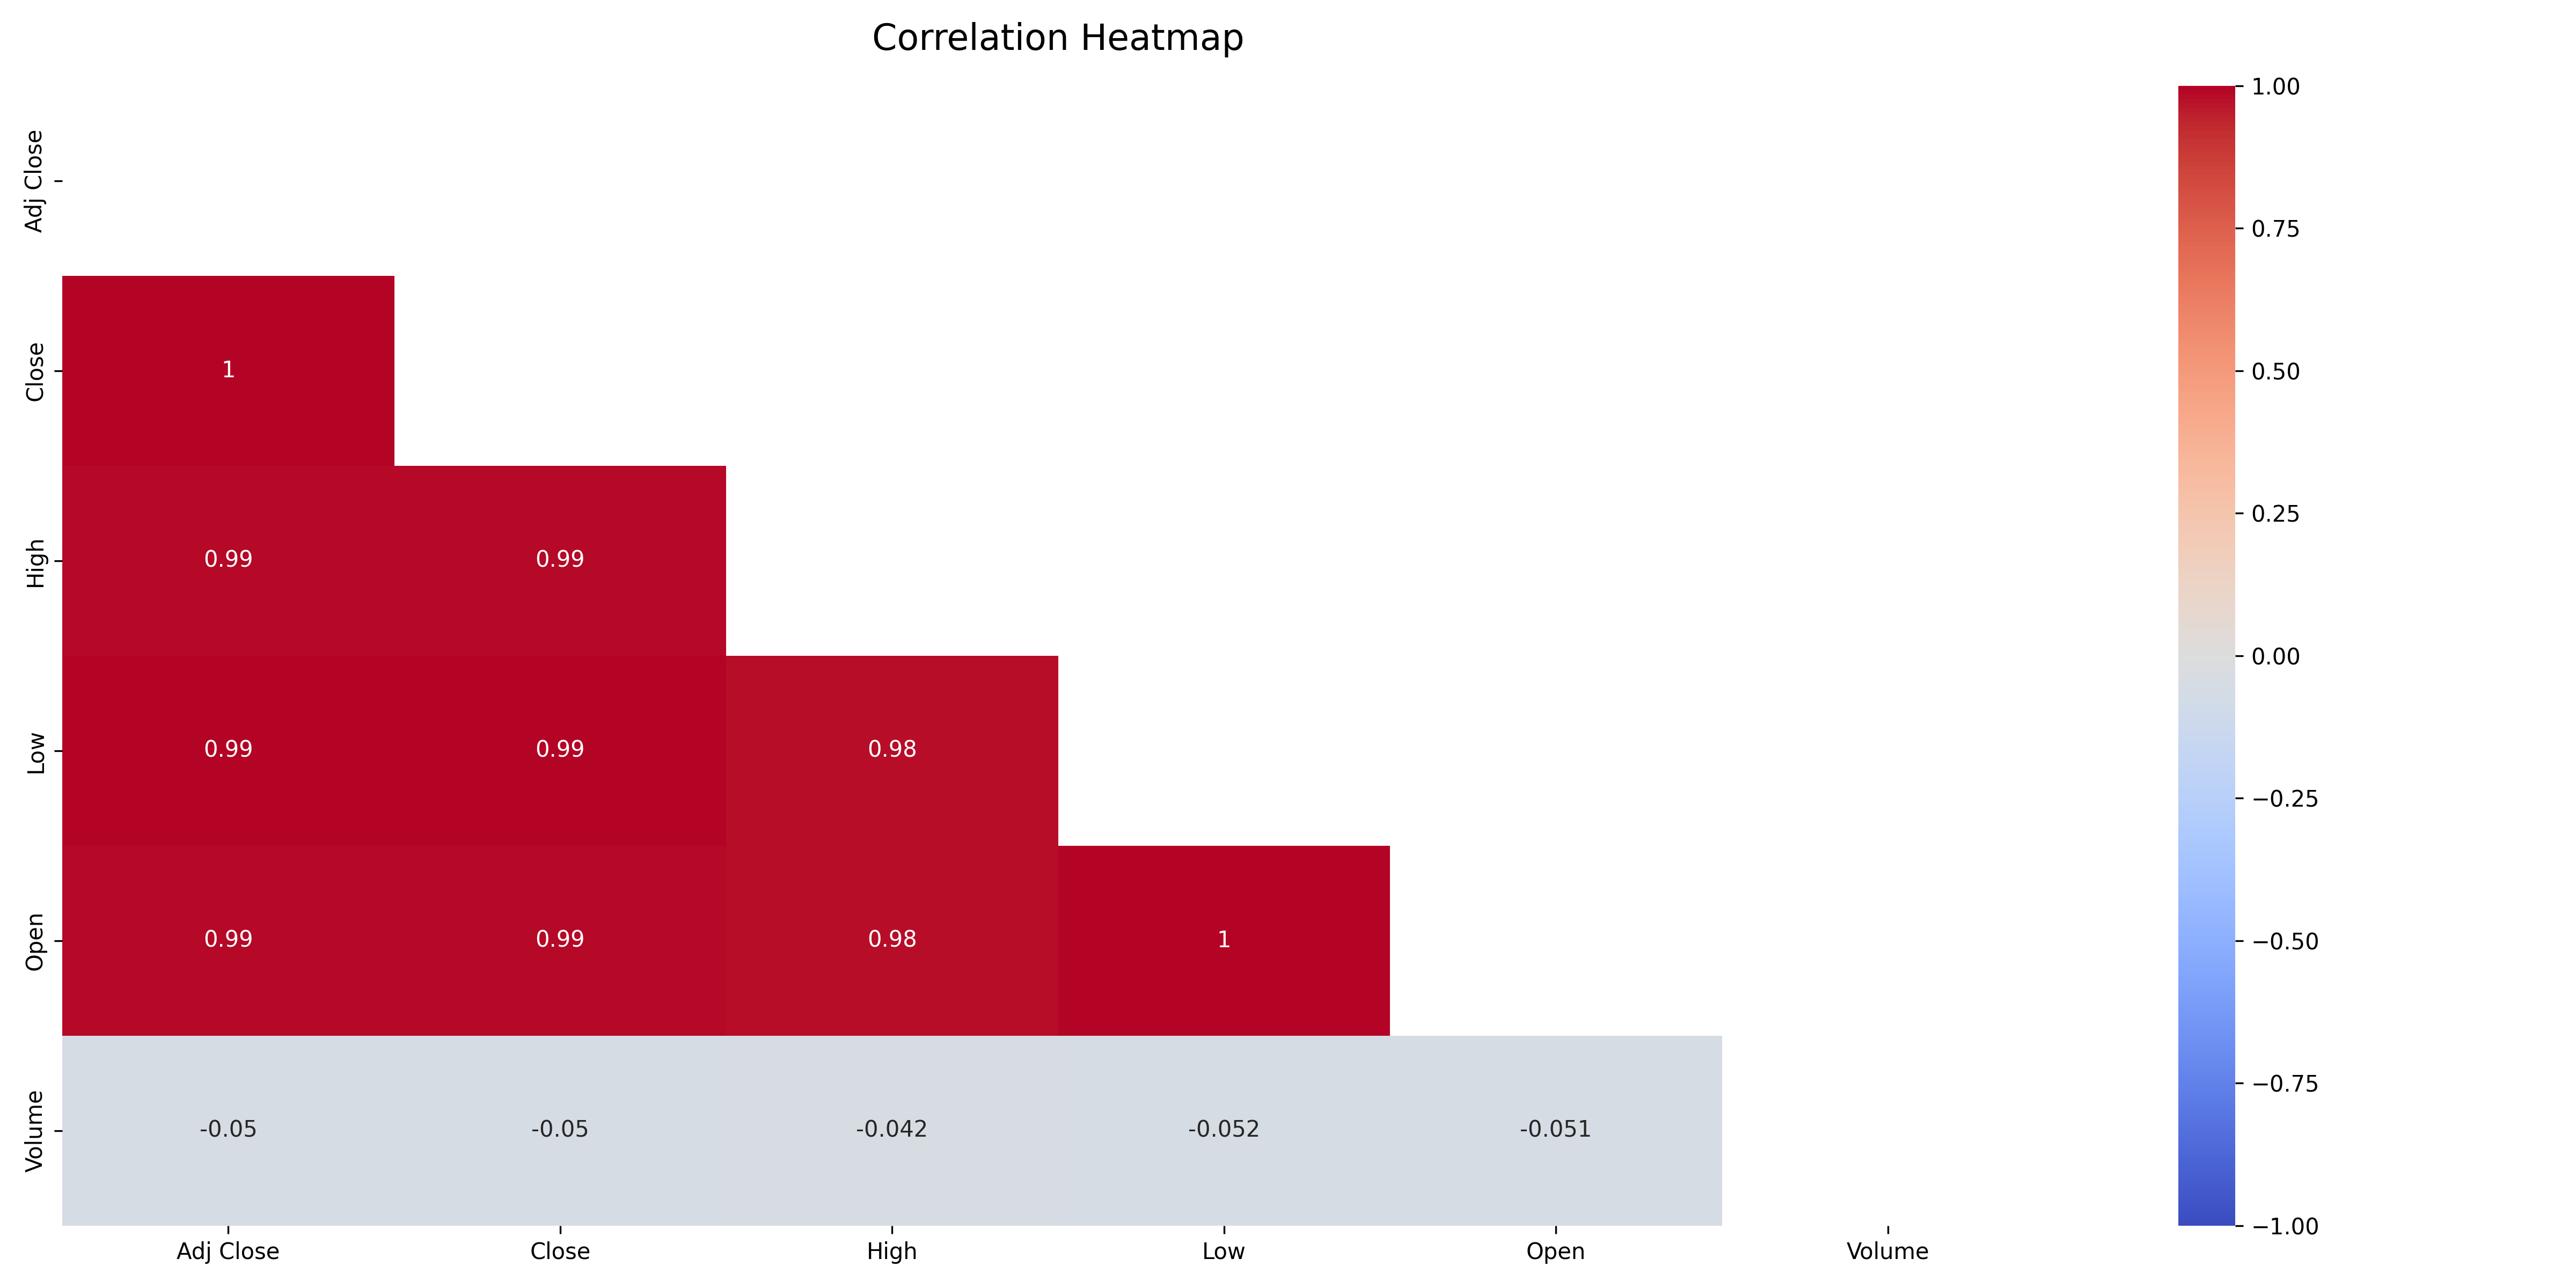 Correlation Heatmap
Adj Close
Close
High
Low
Open
Volume
1
0.99 0.99
0.99 0.99 0.98
0.99 0.99 0.98 1
-0.05 -0.05 -0.042 -0.052 -0.051
Adj Close Close High Low Open Volume
1.00
0.75
0.50
0.25
0.00
−0.25
−0.50
−0.75
−1.00